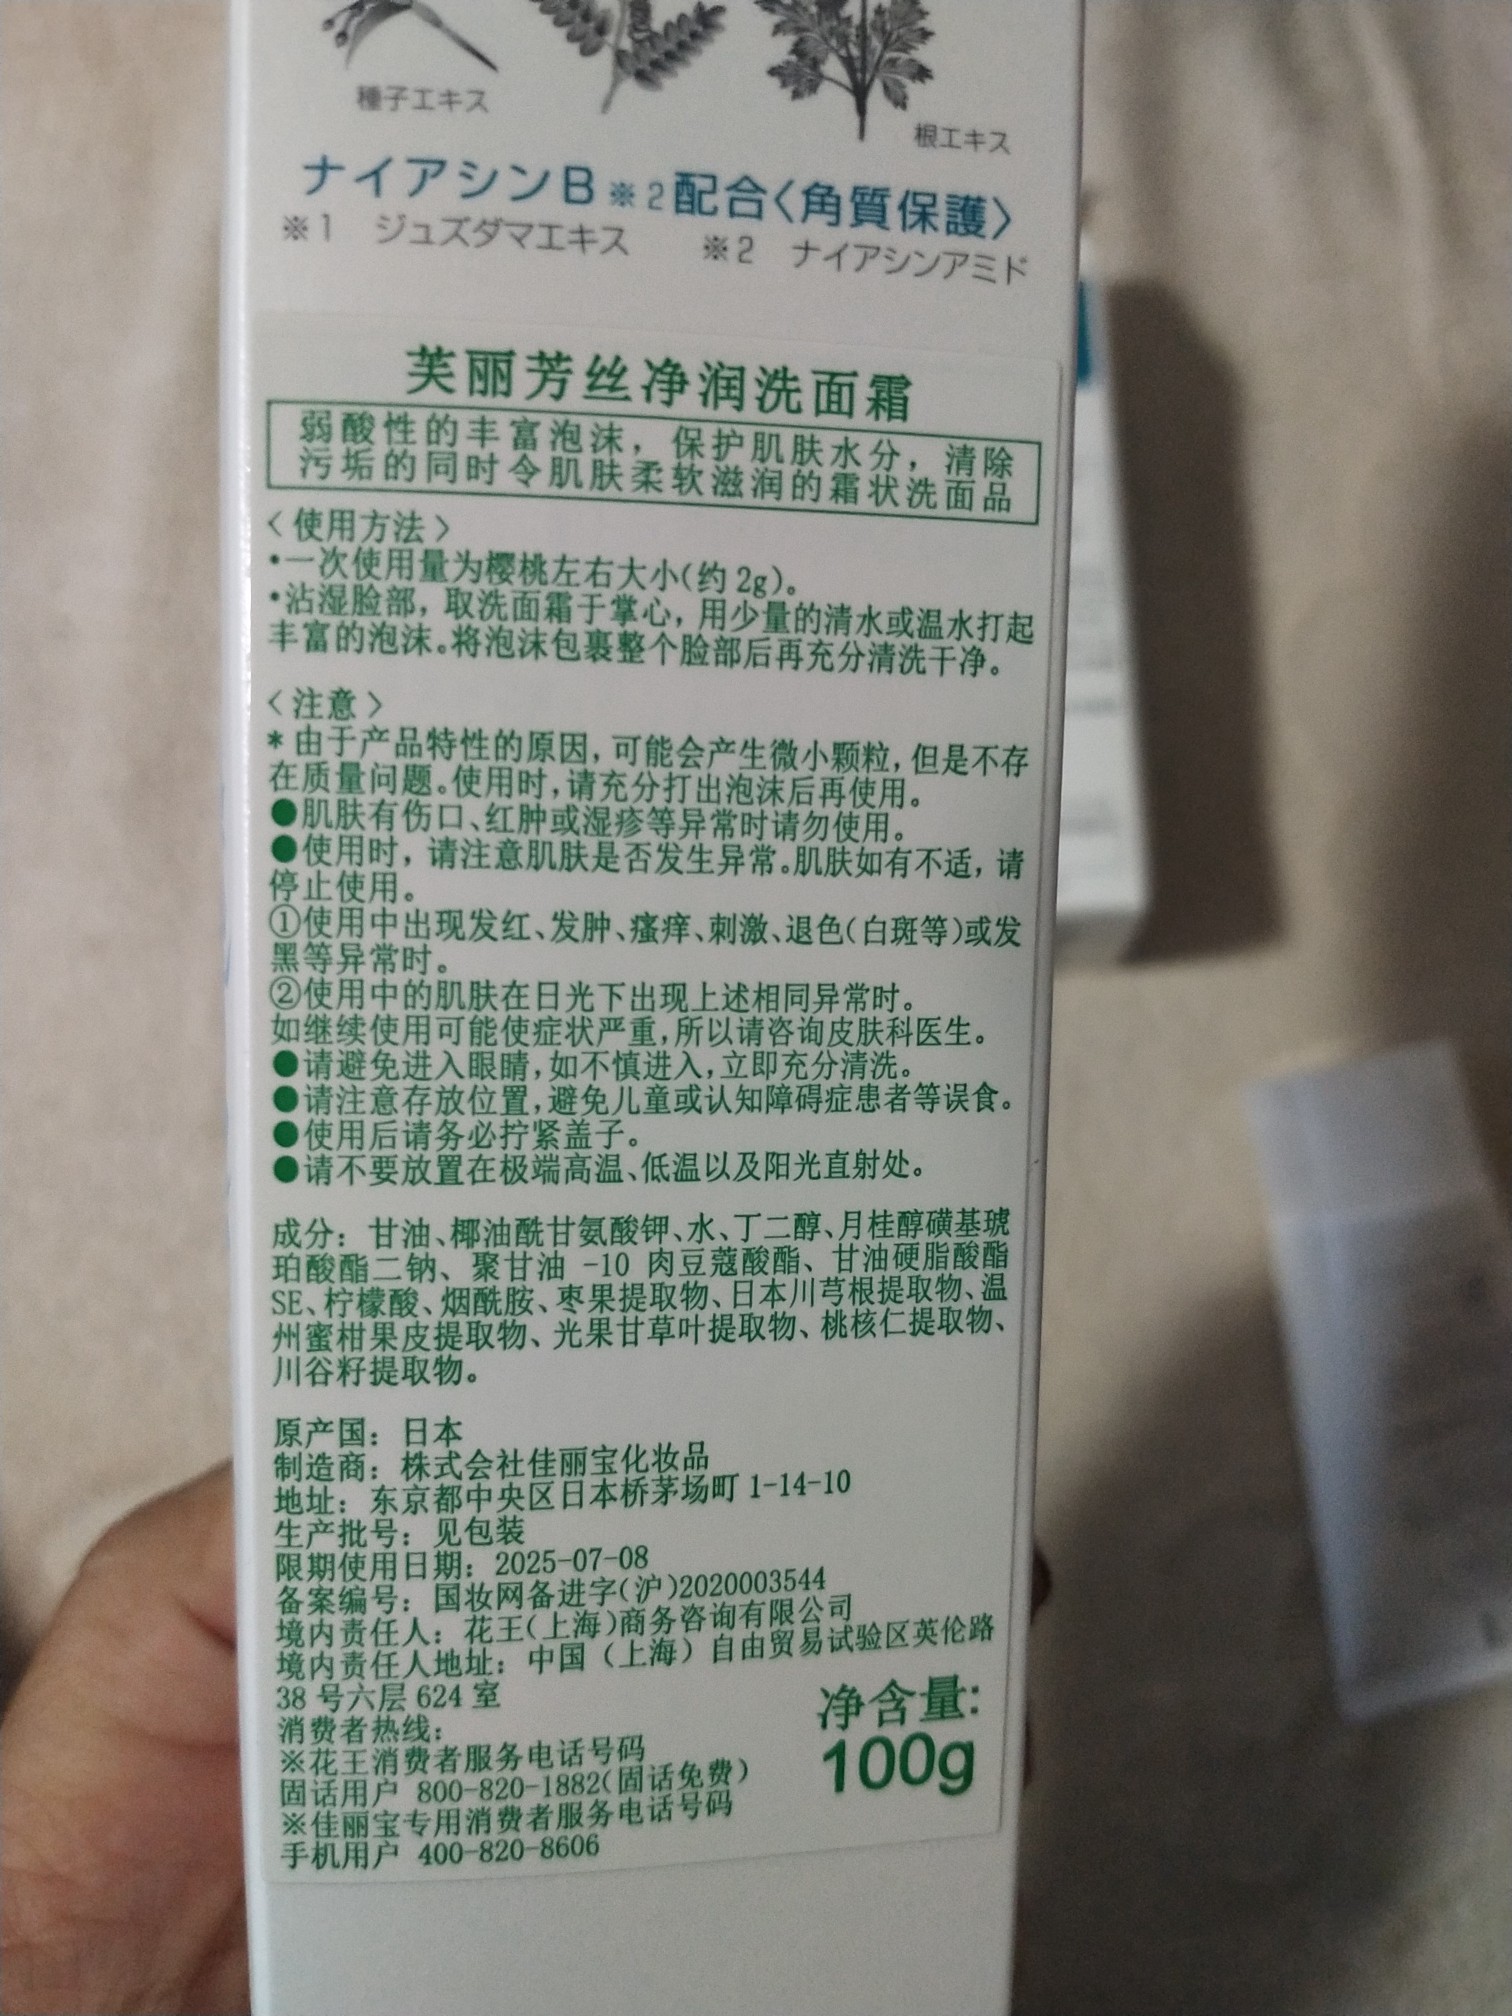 種子エキス
根エキス
ナイアシンB※2配合〈角質保護〉
※1 ジュズダマエキス ※2 ナイアシンアミド
芙丽芳丝净润洗面霜
弱酸性的丰富泡沫，保护肌肤水分，清除
污垢的同时令肌肤柔软滋润的霜状洗面品
〈使用方法〉
·一次使用量为樱桃左右大小(约2g)。
·沾湿脸部，取洗面霜于掌心，用少量的清水或温水打起
丰富的泡沫。将泡沫包裹整个脸部后再充分清洗干净。
〈注意〉
*由于产品特性的原因，可能会产生微小颗粒，但是不存
在质量问题。使用时，请充分打出泡沫后再使用。
●肌肤有伤口、红肿或湿疹等异常时请勿使用。
●使用时，请注意肌肤是否发生异常。肌肤如有不适，请
停止使用。
①使用中出现发红、发肿、瘙痒、刺激、退色(白斑等)或发
黑等异常时。
②使用中的肌肤在日光下出现上述相同异常时。
如继续使用可能使症状严重，所以请咨询皮肤科医生。
●请避免进入眼睛，如不慎进入，立即充分清洗。
●请注意存放位置，避免儿童或认知障碍症患者等误食。
●使用后请务必拧紧盖子。
●请不要放置在极端高温、低温以及阳光直射处。
成分：甘油、椰油酰甘氨酸钾、水、丁二醇、月桂醇磺基琥
珀酸酯二钠、聚甘油 -10 肉豆蔻酸酯、甘油硬脂酸酯
SE、柠檬酸、烟酰胺、枣果提取物、日本川芎根提取物、温
州蜜柑果皮提取物、光果甘草叶提取物、桃核仁提取物、
川谷籽提取物。
原产国：日本
制造商：株式会社佳丽宝化妆品
地址：东京都中央区日本桥茅场町 1-14-10
生产批号：见包装
限期使用日期：2025-07-08
备案编号：国妆网备进字(沪)2020003544
境内责任人：花王(上海)商务咨询有限公司
境内责任人地址：中国（上海）自由贸易试验区英伦路
38 号六层 624 室
消费者热线：
※花王消费者服务电话号码
固话用户 800-820-1882(固话免费)
※佳丽宝专用消费者服务电话号码
手机用户 400-820-8606
净含量:
100g